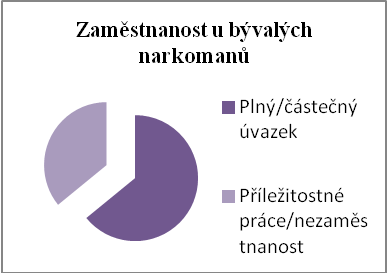 Zaměstnanost u bývalých
narkomanů
Plný/částečný
úvazek
Příležitostné
práce/nezaměs
tnanost